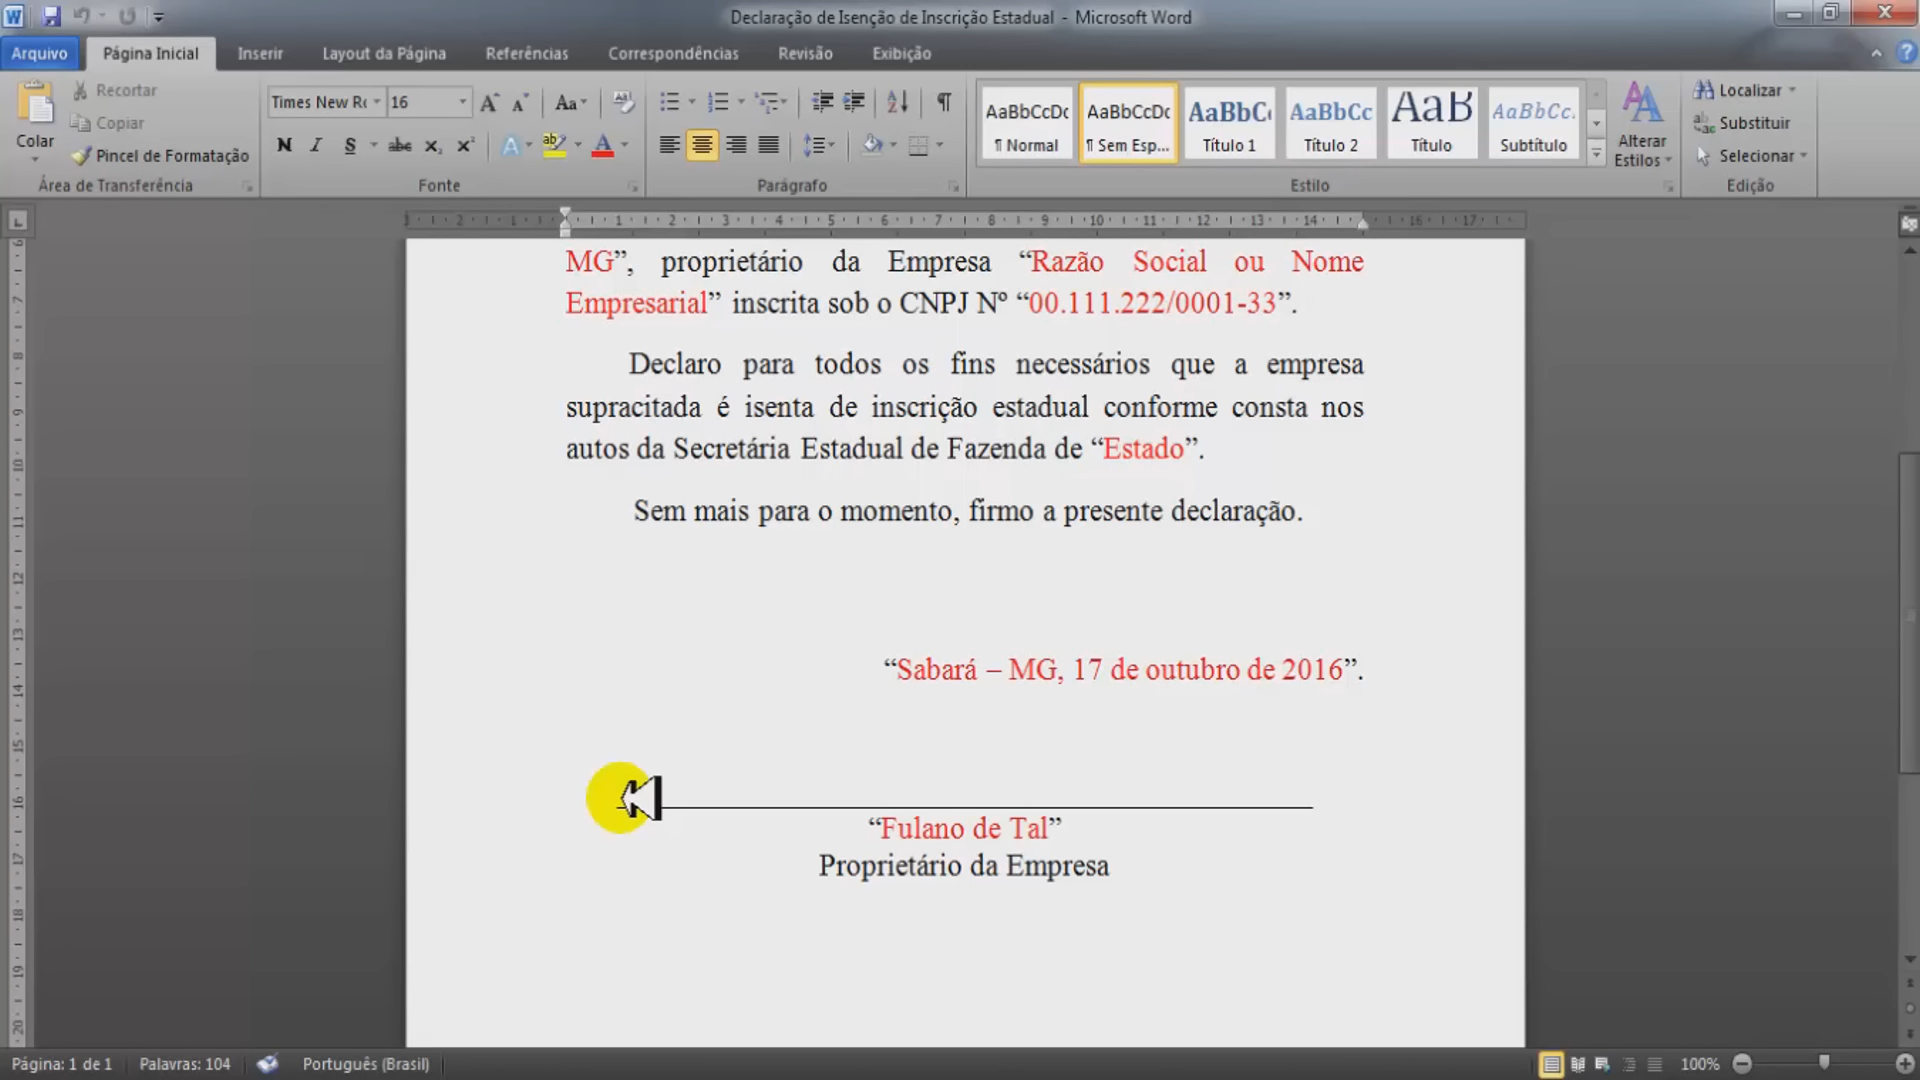 Declaração de Isenção de Inscrição Estadual - Microsoft Word
Arquivo Página Inicial Inserir Layout da Página Referências Correspondências Revisão Exibição
Colar
Recortar
Copiar
Pincel de Formatação
Área de Transferência
Times New Ro 16
Fonte
Parágrafo
AaBbCcDc AaBbCcDc AaBbC AaBbCc AaB AaBbCc.
¶ Normal ¶ Sem Esp... Título 1 Título 2 Título Subtítulo
Estilo
Alterar
Estilos
Localizar
Substituir
Selecionar
Edição
MG”, proprietário da Empresa “Razão Social ou Nome
Empresarial” inscrita sob o CNPJ Nº “00.111.222/0001-33”.
Declaro para todos os fins necessários que a empresa
supracitada é isenta de inscrição estadual conforme consta nos
autos da Secretária Estadual de Fazenda de “Estado”.
Sem mais para o momento, firmo a presente declaração.
“Sabará – MG, 17 de outubro de 2016”.
“Fulano de Tal”
Proprietário da Empresa
Página: 1 de 1 Palavras: 104 Português (Brasil) 100%